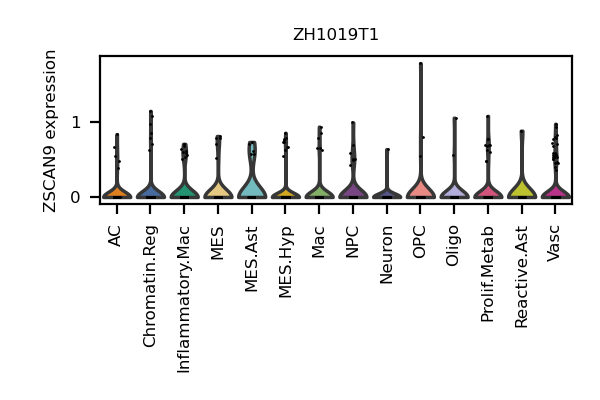 ZH1019T1
ZSCAN9 expression
1
0
AC
Chromatin.Reg
Inflammatory.Mac
MES
MES.Ast
MES.Hyp
Mac
NPC
Neuron
OPC
Oligo
Prolif.Metab
Reactive.Ast
Vasc